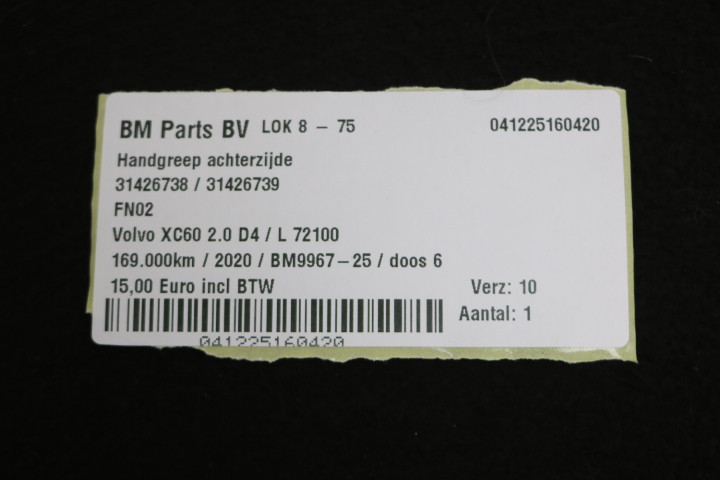 BM Parts BV LOK 8 - 75 041225160420
Handgreep achterzijde
31426738 / 31426739
FN02
Volvo XC60 2.0 D4 / L 72100
169.000km / 2020 / BM9967-25 / doos 6
15,00 Euro incl BTW Verz: 10
Aantal: 1
041225160420